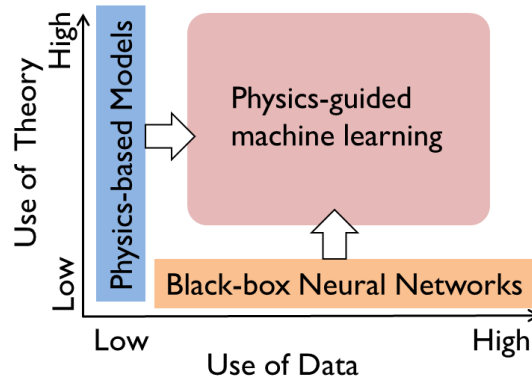 High
Use of Theory
Low
Physics-based Models
Physics-guided
machine learning
Black-box Neural Networks
Low
High
Use of Data